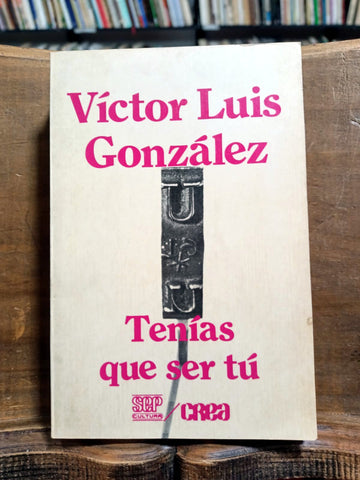 Víctor Luis
González
U
U
Tenías
que ser tú
SEP
CULTURA / CREA